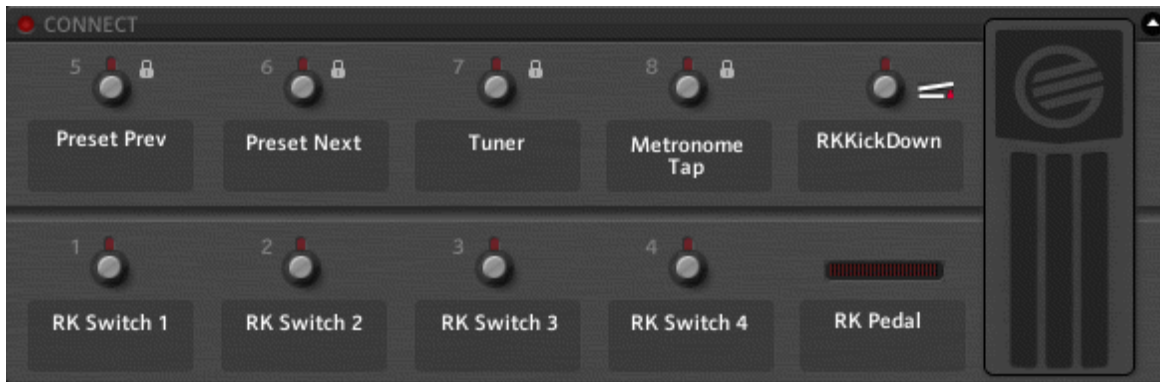 CONNECT
5
6
7
8
Preset Prev
Preset Next
Tuner
Metronome
Tap
RKKickDown
1
2
3
4
RK Switch 1
RK Switch 2
RK Switch 3
RK Switch 4
RK Pedal